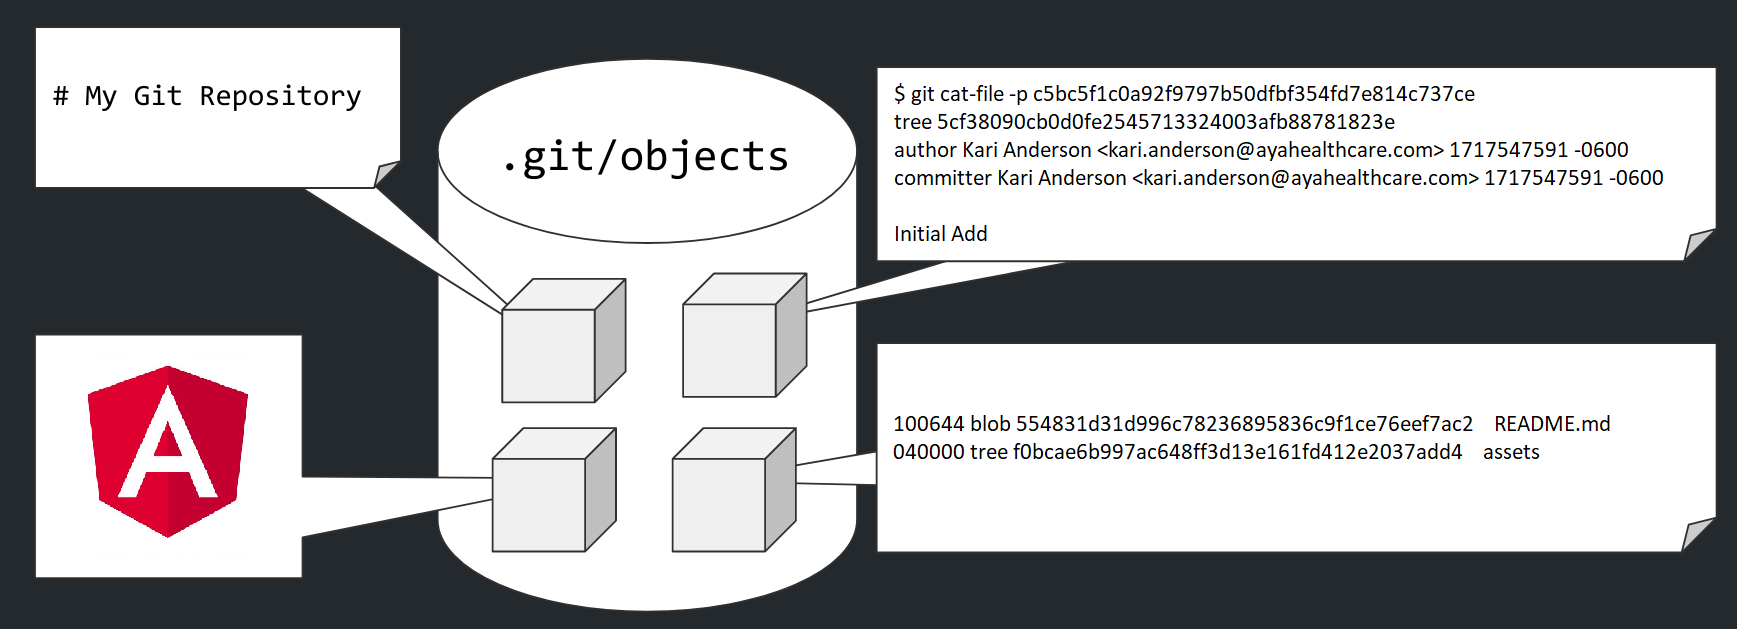 # My Git Repository
.git/objects
$ git cat-file -p c5bc5f1c0a92f9797b50dfbf354fd7e814c737ce
tree 5cf38090cb0d0fe2545713324003afb88781823e
author Kari Anderson <kari.anderson@ayahealthcare.com> 1717547591 -0600
committer Kari Anderson <kari.anderson@ayahealthcare.com> 1717547591 -0600
Initial Add
A
100644 blob 554831d31d996c78236895836c9f1ce76eef7ac2 README.md
040000 tree f0bcae6b997ac648ff3d13e161fd412e2037add4 assets